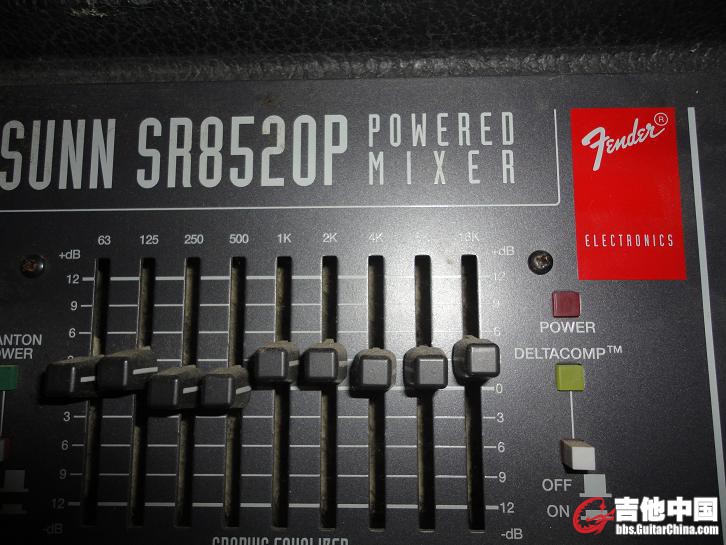 SUNN SR8520P POWERED MIXER
Fender®
ELECTRONICS
63 125 250 500 1K 2K 4K 16K
+dB +dB
12 12
9 9
6 6
POWER
DELTACOMP™
0
3 3
6 6
9 9
12 12
-dB -dB
OFF
ON
GRAPHIC EQUALIZER
吉他中国
bbs.GuitarChina.com